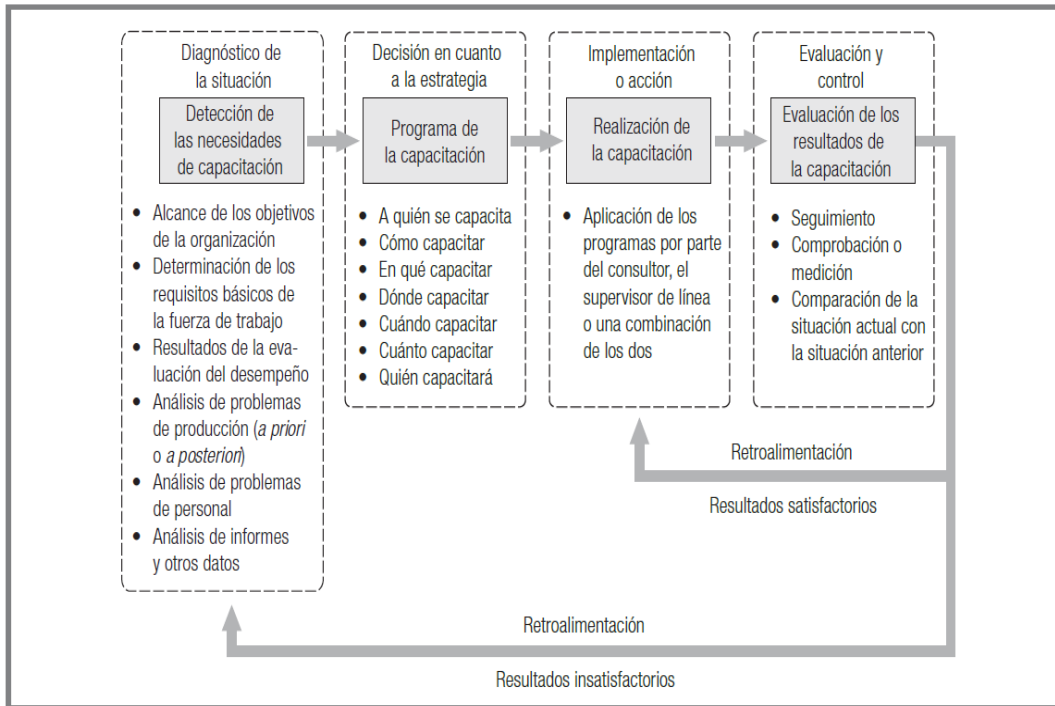 Diagnóstico de
la situación
Detección de
las necesidades
de capacitación
• Alcance de los objetivos
de la organización
• Determinación de los
requisitos básicos de
la fuerza de trabajo
• Resultados de la eva-
luación del desempeño
• Análisis de problemas
de producción (a priori
o a posteriori)
• Análisis de problemas
de personal
• Análisis de informes
y otros datos
Decisión en cuanto
a la estrategia
Programa de
la capacitación
• A quién se capacita
• Cómo capacitar
• En qué capacitar
• Dónde capacitar
• Cuándo capacitar
• Cuánto capacitar
• Quién capacitará
Implementación
o acción
Realización de
la capacitación
• Aplicación de los
programas por parte
del consultor, el
supervisor de línea
o una combinación
de los dos
Evaluación y
control
Evaluación de los
resultados de
la capacitación
• Seguimiento
• Comprobación o
medición
• Comparación de la
situación actual con
la situación anterior
Retroalimentación
Resultados satisfactorios
Retroalimentación
Resultados insatisfactorios